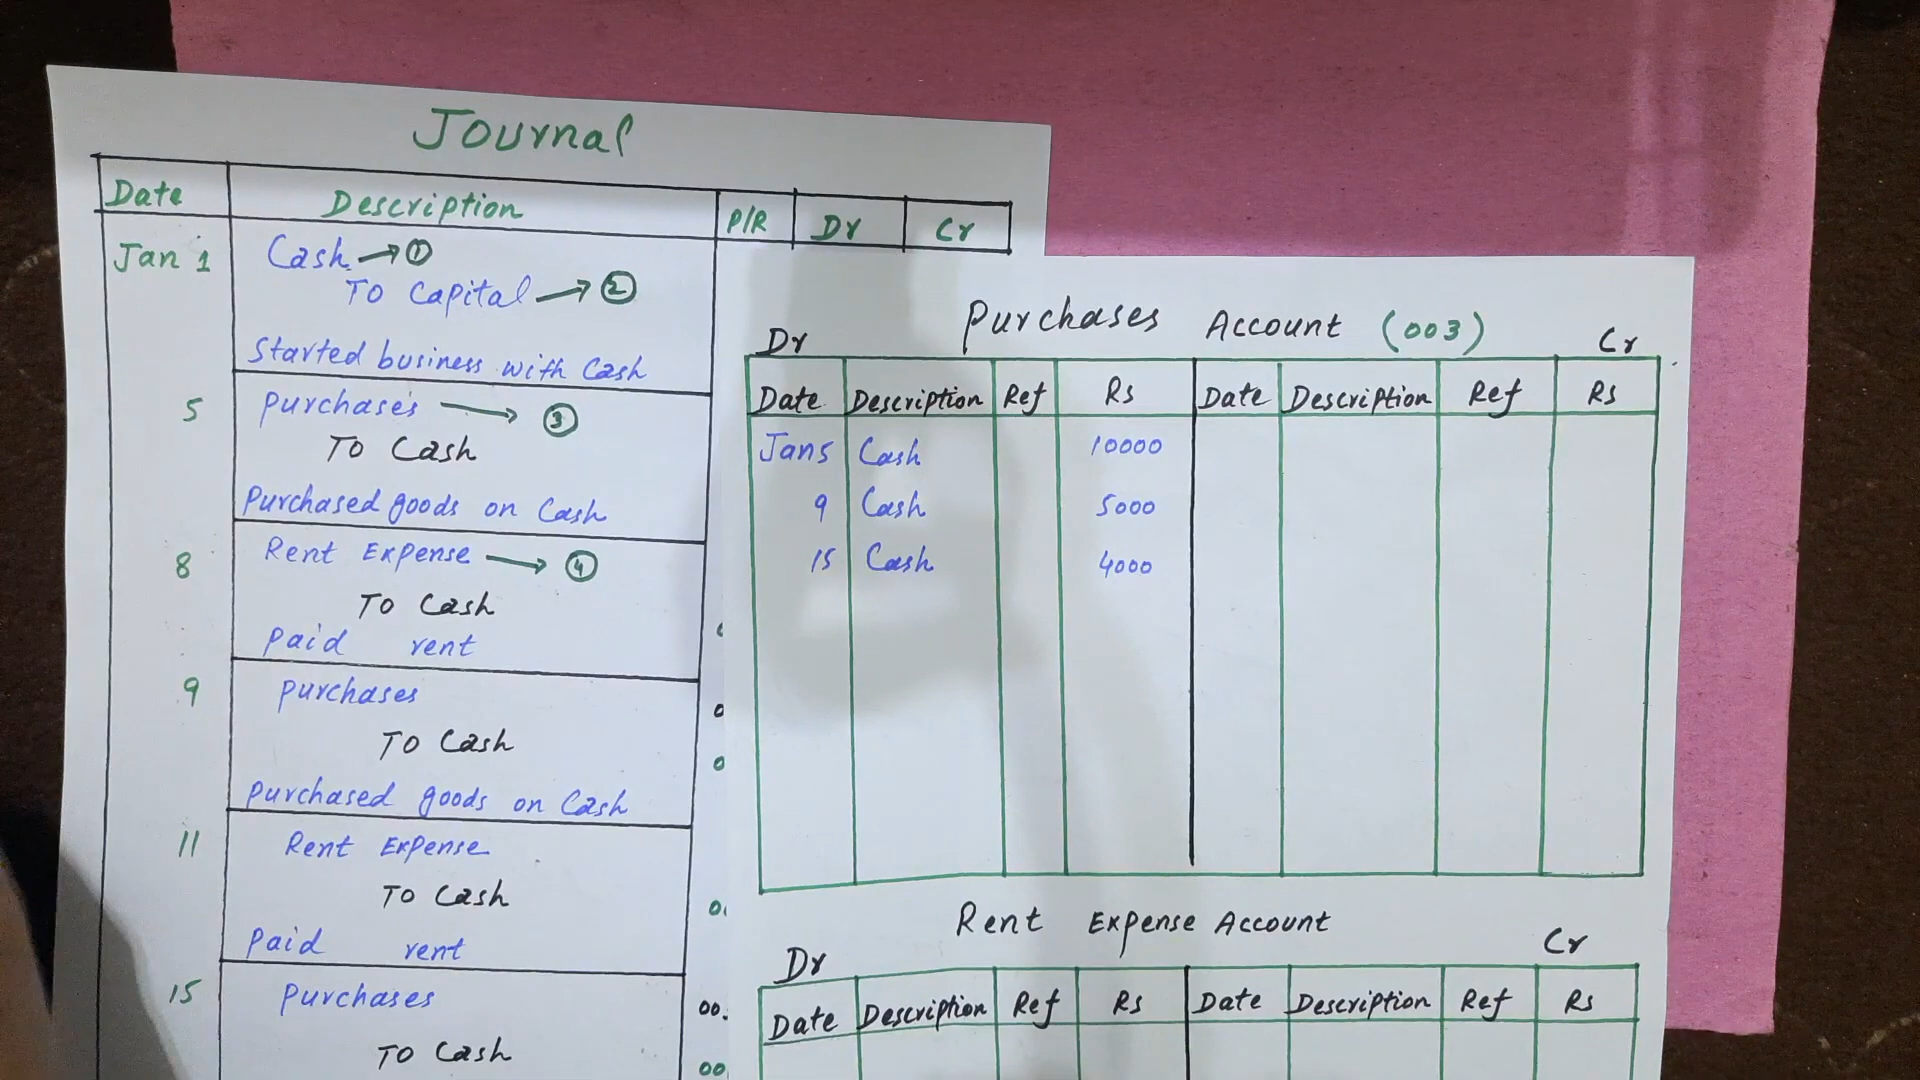 Journal
Date Description P/R Dr Cr
Jan 1 Cash → ①
To Capital → ②
Started business with Cash
5 Purchases → ③
To Cash
Purchased goods on Cash
8 Rent Expense → ④
To Cash
Paid rent
9 Purchases
To Cash
Purchased goods on Cash
11 Rent Expense
To Cash
Paid rent
15 Purchases
To Cash
Purchases Account (003)
Dr Cr
Date Description Ref Rs Date Description Ref Rs
Jan 5 Cash 10000
9 Cash 5000
15 Cash 4000
Rent Expense Account
Dr Cr
Date Description Ref Rs Date Description Ref Rs